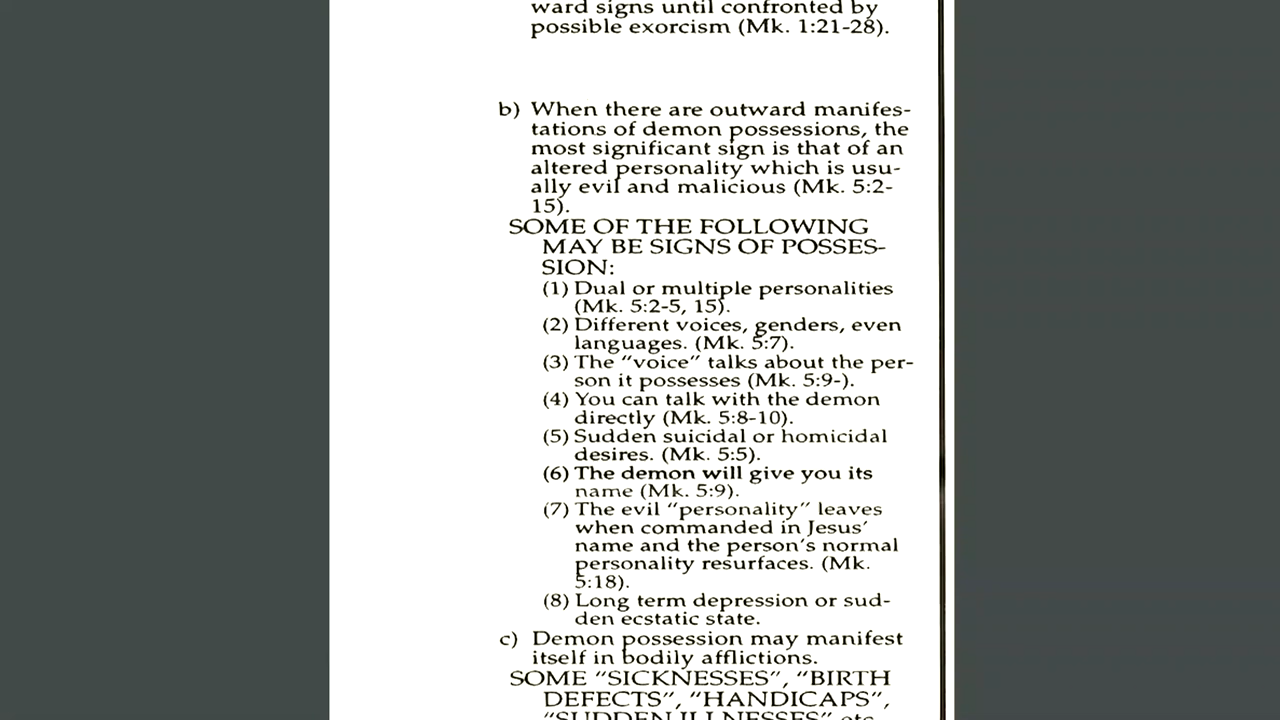 ward signs until confronted by
possible exorcism (Mk. 1:21-28).
b) When there are outward manifes-
tations of demon possessions, the
most significant sign is that of an
altered personality which is usu-
ally evil and malicious (Mk. 5:2-
15).
SOME OF THE FOLLOWING
MAY BE SIGNS OF POSSES-
SION:
(1) Dual or multiple personalities
(Mk. 5:2-5, 15).
(2) Different voices, genders, even
languages. (Mk. 5:7).
(3) The "voice" talks about the per-
son it possesses (Mk. 5:9-).
(4) You can talk with the demon
directly (Mk. 5:8-10).
(5) Sudden suicidal or homicidal
desires. (Mk. 5:5).
(6) The demon will give you its
name (Mk. 5:9).
(7) The evil "personality" leaves
when commanded in Jesus'
name and the person's normal
personality resurfaces. (Mk.
5:18).
(8) Long term depression or sud-
den ecstatic state.
c) Demon possession may manifest
itself in bodily afflictions.
SOME "SICKNESSES", "BIRTH
DEFECTS", "HANDICAPS",
"SUDDEN ILLNESSES" etc